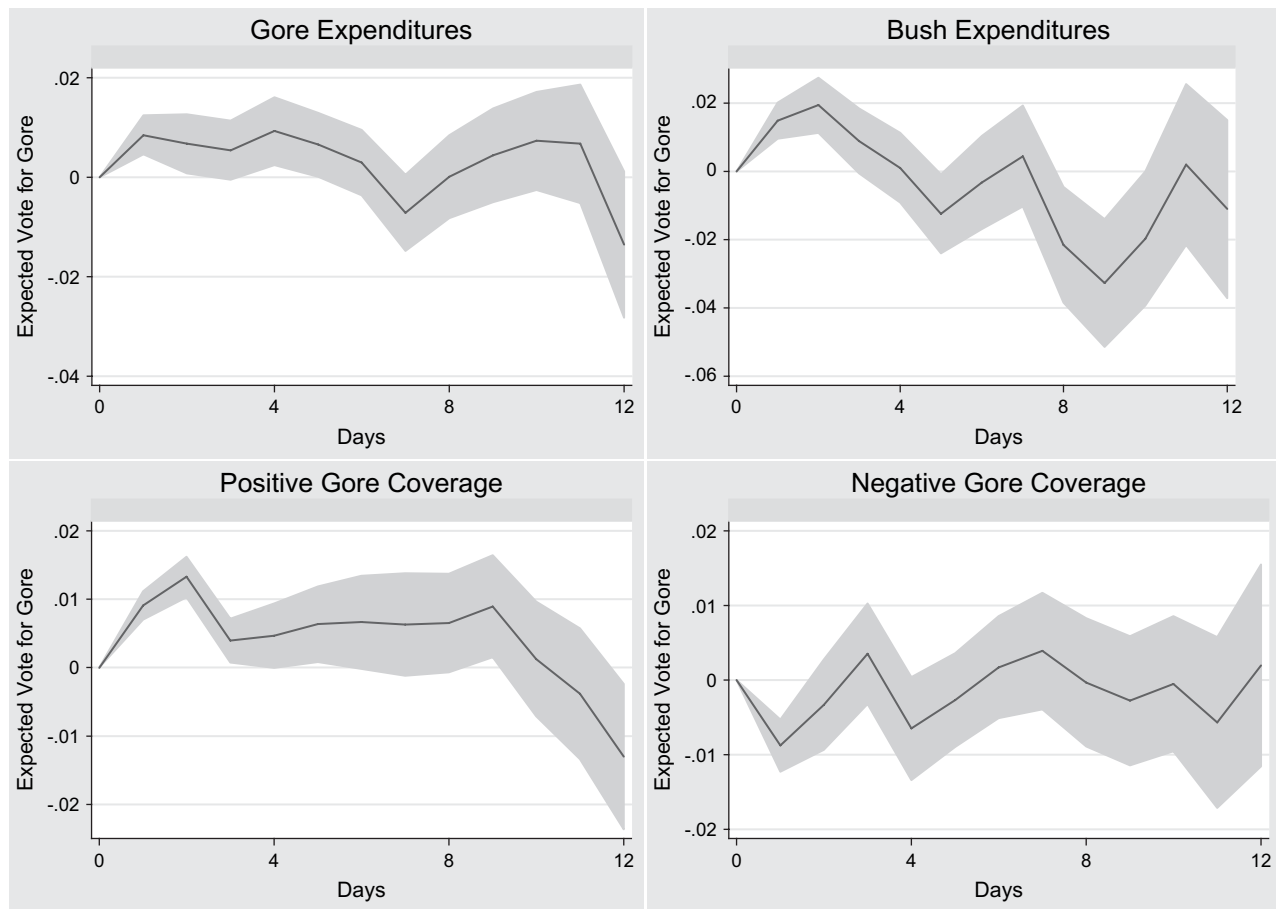 Gore Expenditures
Expected Vote for Gore
.02
0
-.02
-.04
0 4 8 12
Days
Bush Expenditures
Expected Vote for Gore
.02
0
-.02
-.04
-.06
0 4 8 12
Days
Positive Gore Coverage
Expected Vote for Gore
.02
.01
0
-.01
-.02
0 4 8 12
Days
Negative Gore Coverage
Expected Vote for Gore
.02
.01
0
-.01
-.02
0 4 8 12
Days